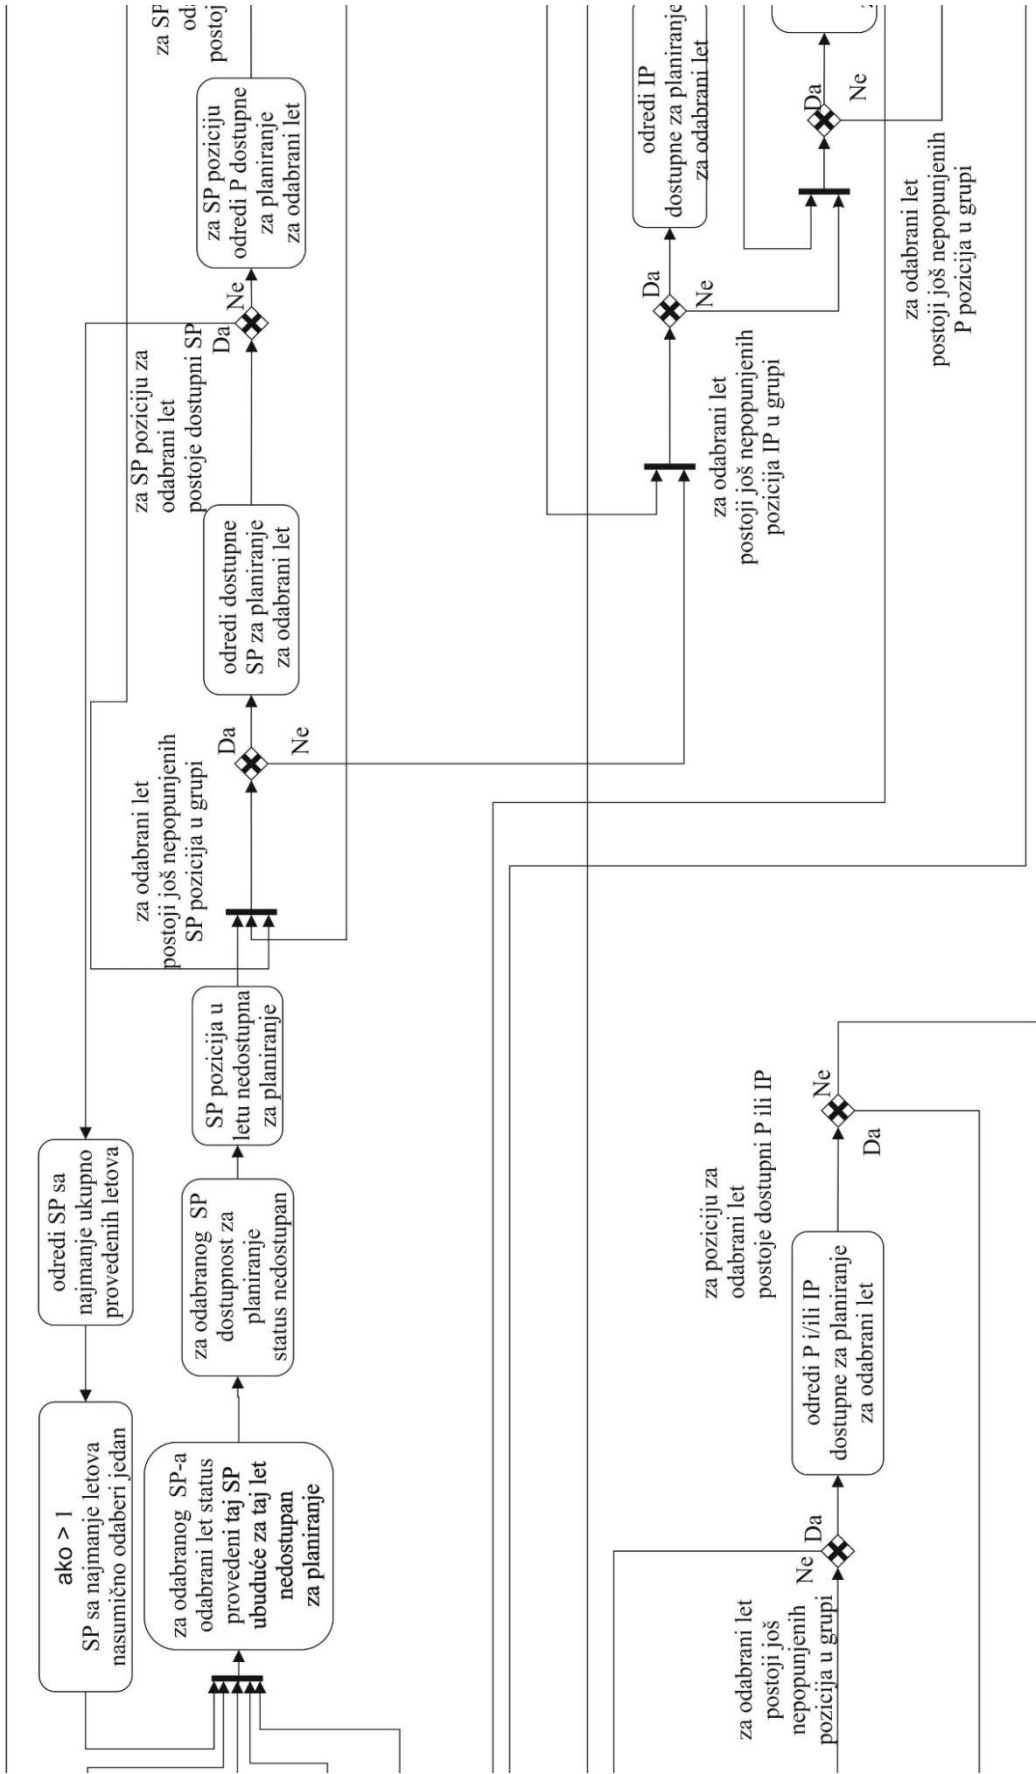 ako > 1
SP sa najmanje letova
nasumično odaberi jedan
odredi SP sa
najmanje ukupno
provedenih letova
za SP poziciju za
odabrani let
postoje dostupni SP
za SP
od
postoj
za odabranog SP-a
odabrani let status
provedeni taj SP
ubuduće za taj let
nedostupan
za planiranje
za odabranog SP
dostupnost za
planiranje
status nedostupan
SP pozicija u
letu nedostupna
za planiranje
za odabrani let
postoji još nepopunjenih
SP pozicija u grupi
Da
Ne
odredi dostupne
SP za planiranje
za odabrani let
Da
Ne
za SP poziciju
odredi P dostupne
za planiranje
za odabrani let
za odabrani let
postoji još nepopunjenih
pozicija IP u grupi
Da
Ne
odredi IP
dostupne za planiranje
za odabrani let
za odabrani let
postoji još nepopunjenih
P pozicija u grupi
Da
Ne
za odabrani let
postoji još
nepopunjenih
pozicija u grupi
Ne
Da
odredi P i/ili IP
dostupne za planiranje
za odabrani let
za poziciju za
odabrani let
postoje dostupni P ili IP
Ne
Da